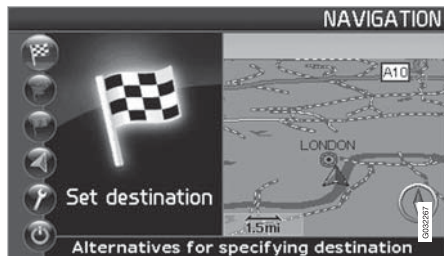 NAVIGATION
A10
LONDON
Set destination
1.5mi
G032267
Alternatives for specifying destination